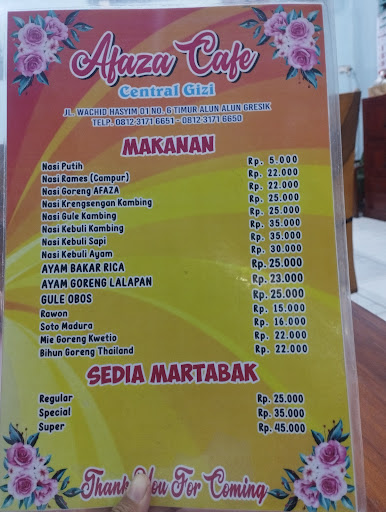 Afaza Cafe
Central Gizi
JL. WACHID HASYIM 01 NO. 6 TIMUR ALUN ALUN GRESIK
TELP. 0812-3171 6651 - 0812-3171 6650
MAKANAN
Nasi Putih Rp. 5.000
Nasi Rames (Campur) Rp. 22.000
Nasi Goreng AFAZA Rp. 22.000
Nasi Krengsengan Kambing Rp. 25.000
Nasi Gule Kambing Rp. 25.000
Nasi Kebuli Kambing Rp. 35.000
Nasi Kebuli Sapi Rp. 35.000
Nasi Kebuli Ayam Rp. 30.000
AYAM BAKAR RICA Rp. 25.000
AYAM GORENG LALAPAN Rp. 23.000
GULE OBOS Rp. 25.000
Rawon Rp. 15.000
Soto Madura Rp. 16.000
Mie Goreng Kwetio Rp. 22.000
Bihun Goreng Thailand Rp. 22.000
SEDIA MARTABAK
Regular Rp. 25.000
Special Rp. 35.000
Super Rp. 45.000
Thank You For Coming